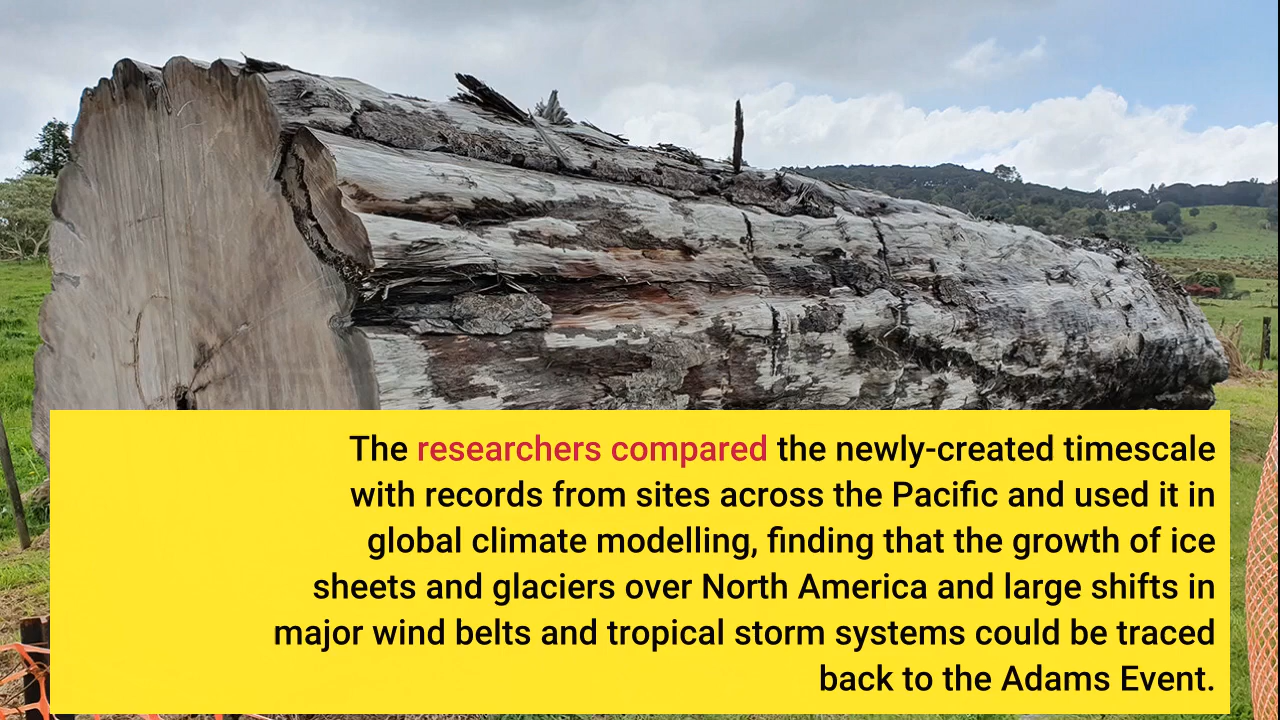 The researchers compared the newly-created timescale
with records from sites across the Pacific and used it in
global climate modelling, finding that the growth of ice
sheets and glaciers over North America and large shifts in
major wind belts and tropical storm systems could be traced
back to the Adams Event.